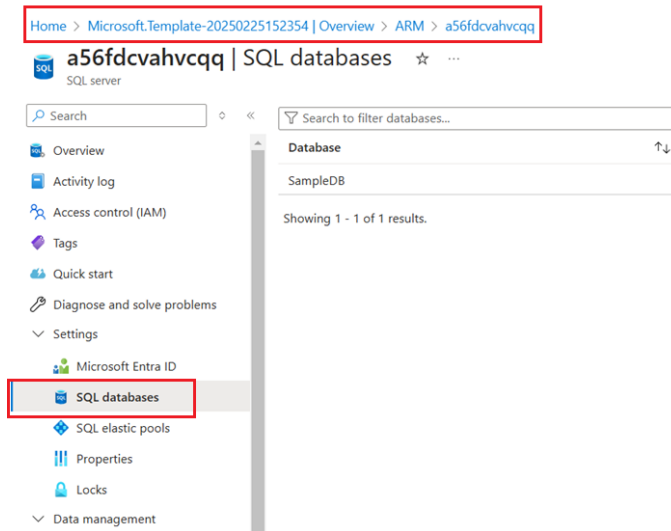 Home > Microsoft.Template-20250225152354 | Overview > ARM > a56fdcvahvcqq
a56fdcvahvcqq | SQL databases
SQL server
Search
Overview
Activity log
Access control (IAM)
Tags
Quick start
Diagnose and solve problems
Settings
Microsoft Entra ID
SQL databases
SQL elastic pools
Properties
Locks
Data management
Search to filter databases...
Database
SampleDB
Showing 1 - 1 of 1 results.